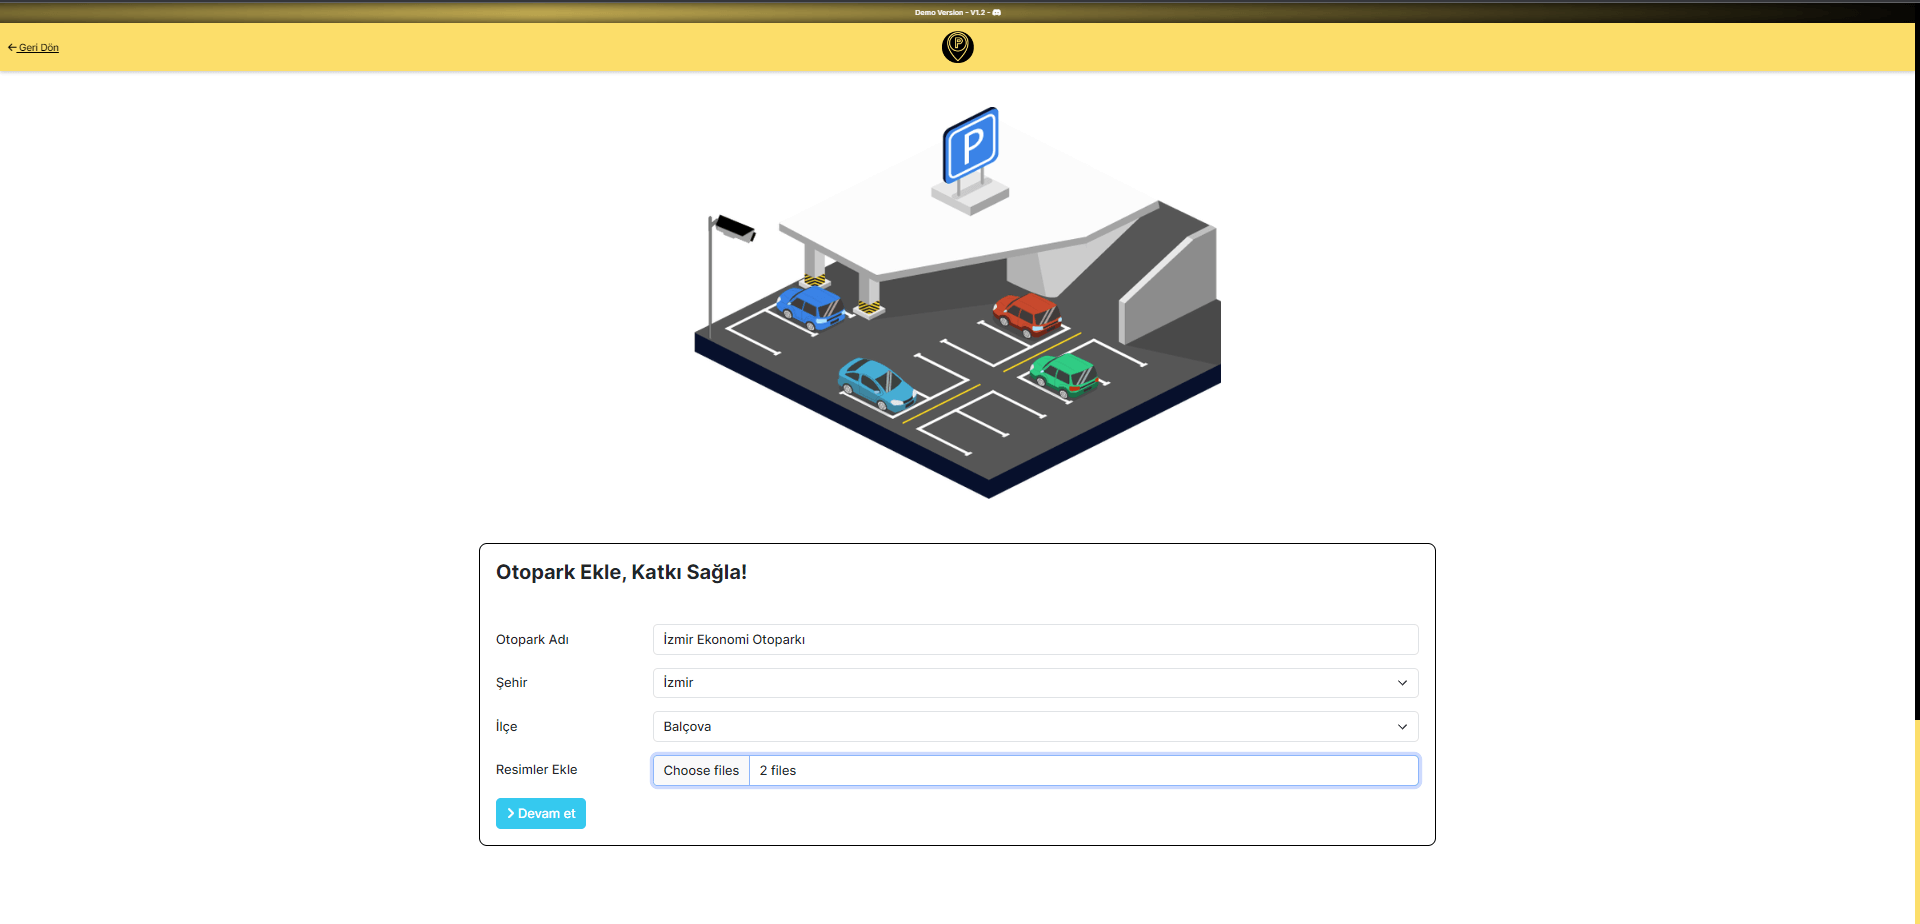 Demo Version - V1.2 -
Geri Dön
P
P
Otopark Ekle, Katkı Sağla!
Otopark Adı
İzmir Ekonomi Otoparkı
Şehir
İzmir
İlçe
Balçova
Resimler Ekle
Choose files
2 files
Devam et